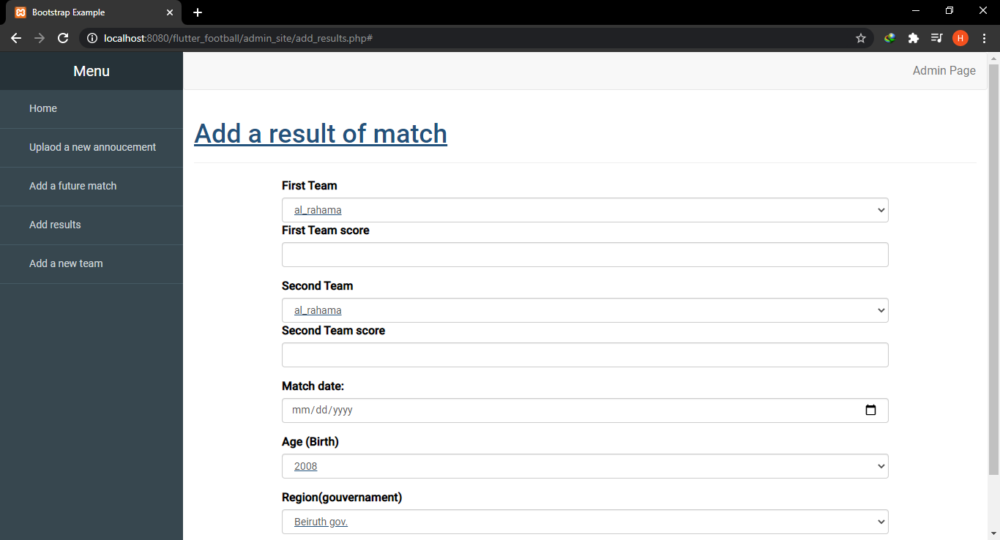 Bootstrap Example
localhost:8080/flutter_football/admin_site/add_results.php#
H
Menu
Admin Page
Home
Uplaod a new annoucement
Add a future match
Add results
Add a new team
Add a result of match
First Team
al_rahama
First Team score
Second Team
al_rahama
Second Team score
Match date:
mm/dd/yyyy
Age (Birth)
2008
Region(gouvernament)
Beiruth gov.